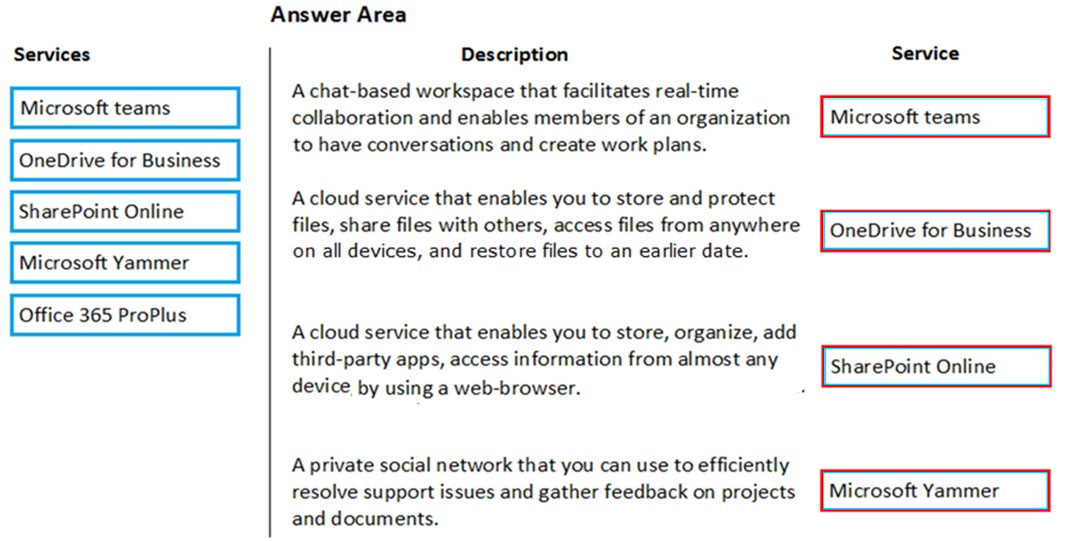 Answer Area
Services
Description
Service
Microsoft teams
OneDrive for Business
SharePoint Online
Microsoft Yammer
Office 365 ProPlus
A chat-based workspace that facilitates real-time
collaboration and enables members of an organization
to have conversations and create work plans.
Microsoft teams
A cloud service that enables you to store and protect
files, share files with others, access files from anywhere
on all devices, and restore files to an earlier date.
OneDrive for Business
A cloud service that enables you to store, organize, add
third-party apps, access information from almost any
device, by using a web-browser.
SharePoint Online
A private social network that you can use to efficiently
resolve support issues and gather feedback on projects
and documents.
Microsoft Yammer